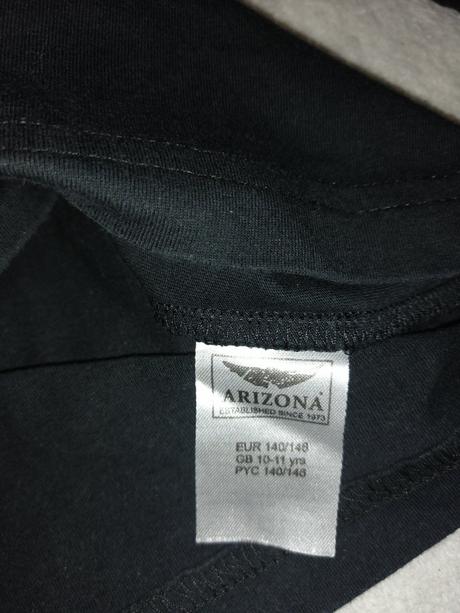 ARIZONA
ESTABLISHED SINCE 1973
EUR 140/146
GB 10-11 yrs
PYC 140/146